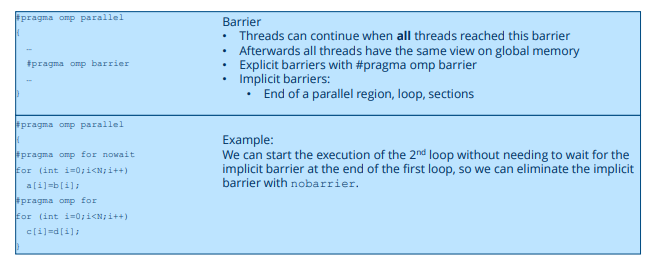 #pragma omp parallel
{
…
#pragma omp barrier
…
}
Barrier
• Threads can continue when all threads reached this barrier
• Afterwards all threads have the same view on global memory
• Explicit barriers with #pragma omp barrier
• Implicit barriers:
• End of a parallel region, loop, sections
#pragma omp parallel
{
#pragma omp for nowait
for (int i=0;i<N;i++)
a[i]=b[i];
#pragma omp for
for (int i=0;i<N;i++)
c[i]=d[i];
}
Example:
We can start the execution of the 2nd loop without needing to wait for the
implicit barrier at the end of the first loop, so we can eliminate the implicit
barrier with nobarrier.